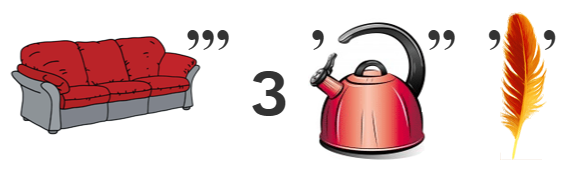 ,,, 3 , ,, , ,